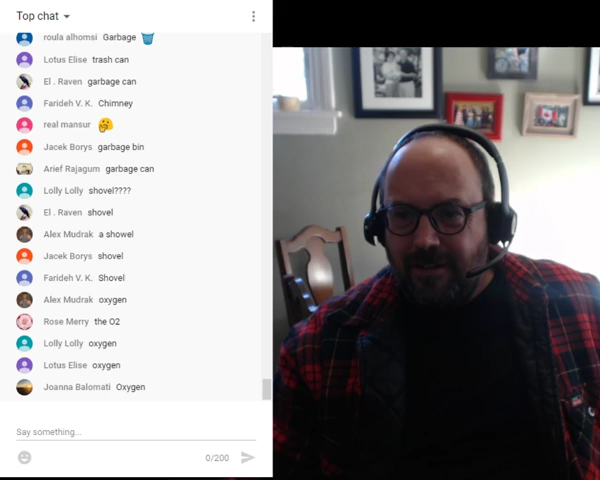 Top chat
roula alhomsi Garbage
Lotus Elise trash can
El . Raven garbage can
Farideh V. K. Chimney
real mansur
Jacek Borys garbage bin
Arief Rajagum garbage can
Lolly Lolly shovel????
El . Raven shovel
Alex Mudrak a showel
Jacek Borys shovel
Farideh V. K. Shovel
Alex Mudrak oxygen
Rose Merry the O2
Lolly Lolly oxygen
Lotus Elise oxygen
Joanna Balomati Oxygen
Say something...
0/200